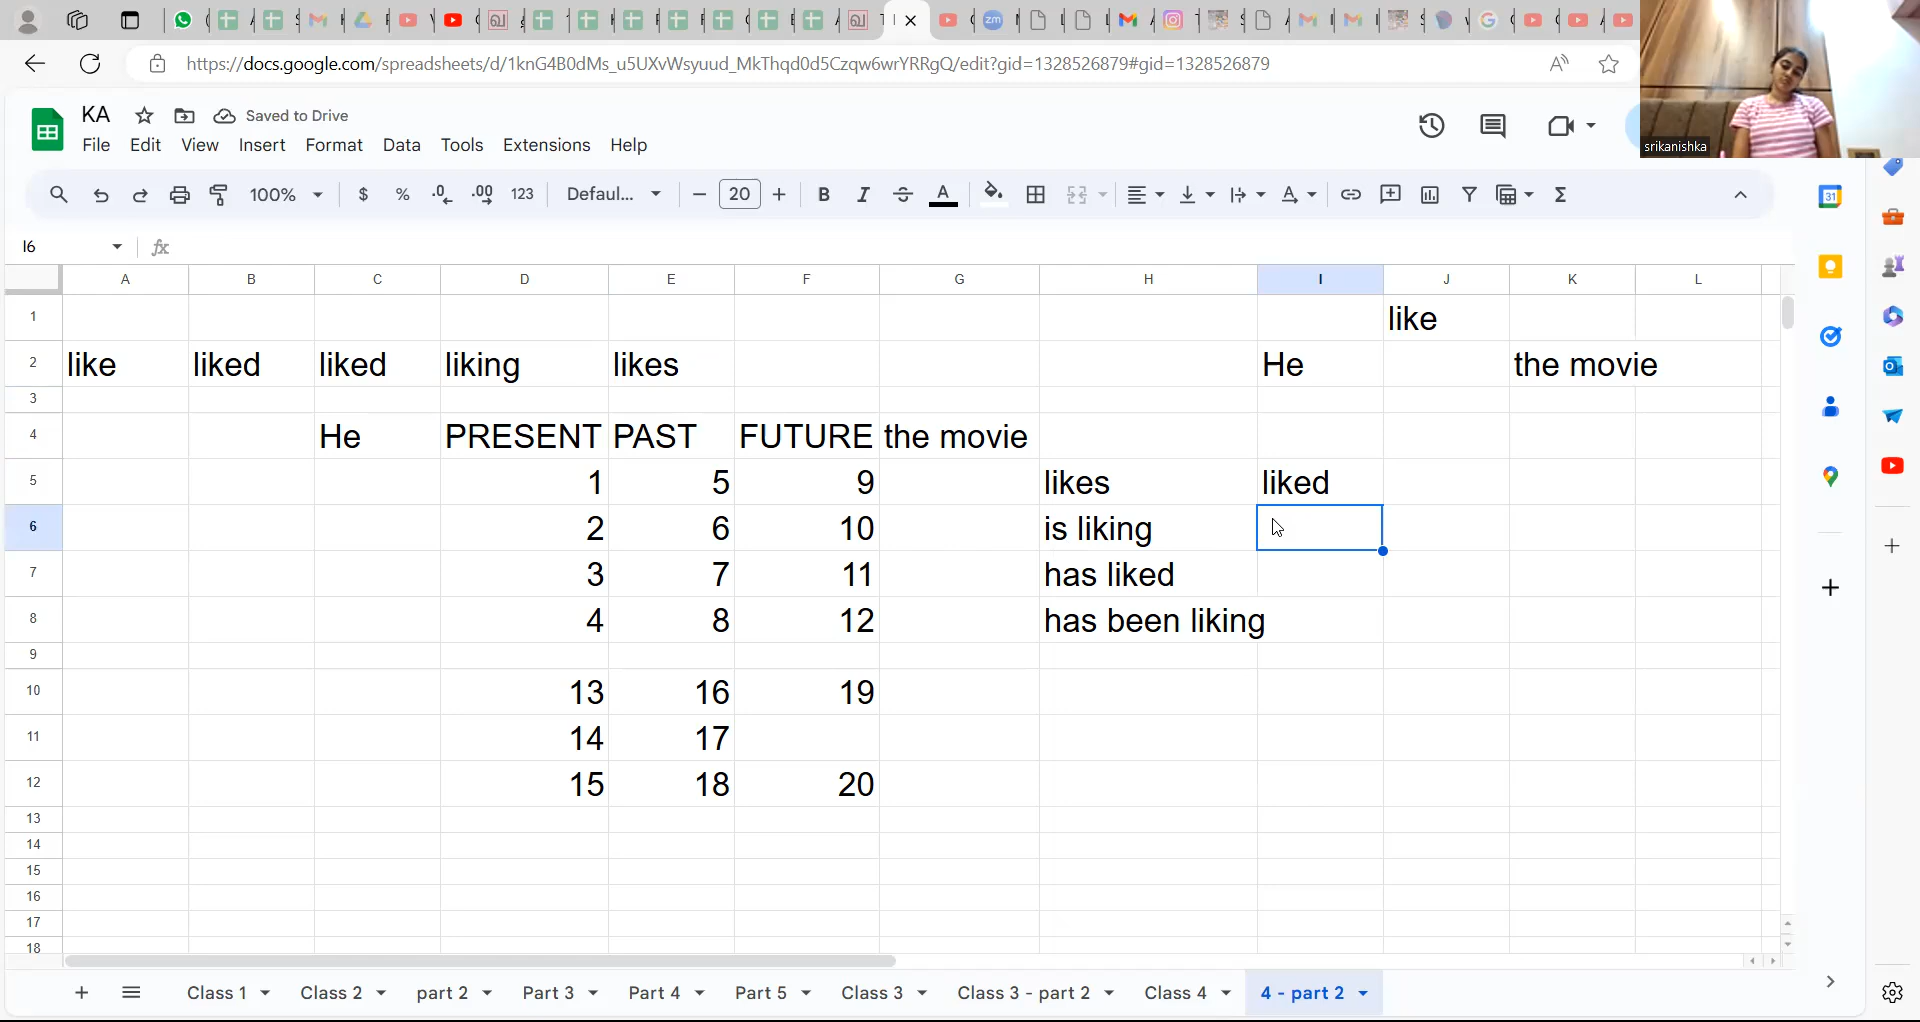 https://docs.google.com/spreadsheets/d/1knG4B0dMs_u5UXvWsyuud_MkThqd0d5Czqw6wrYRRgQ/edit?gid=1328526879#gid=1328526879
srikanishka
KA
Saved to Drive
File Edit View Insert Format Data Tools Extensions Help
100% $ % .0 .00 123 Defaul... 20 B I A
I6 fx
A B C D E F G H I J K L
1 like
2 like liked liked liking likes He the movie
3
4 He PRESENT PAST FUTURE the movie
5 1 5 9 likes liked
6 2 6 10 is liking
7 3 7 11 has liked
8 4 8 12 has been liking
9
10 13 16 19
11 14 17
12 15 18 20
13
14
15
16
17
18
Class 1 Class 2 part 2 Part 3 Part 4 Part 5 Class 3 Class 3 - part 2 Class 4 4 - part 2